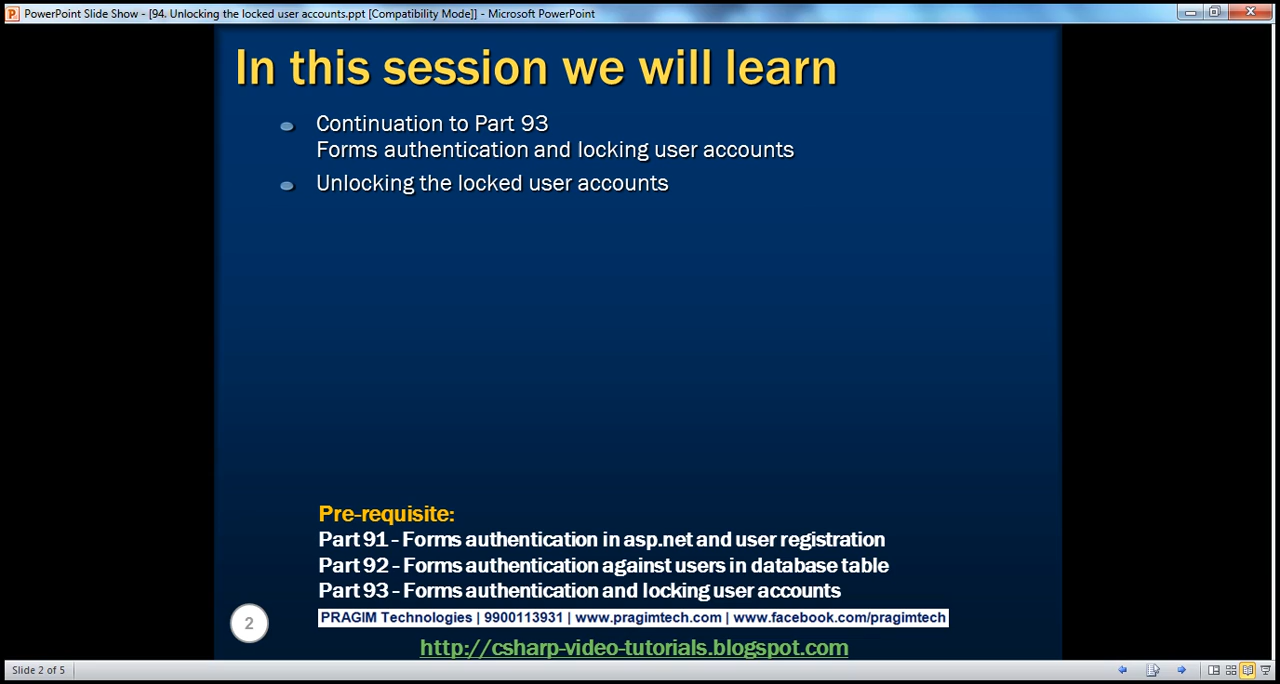 PowerPoint Slide Show - [94. Unlocking the locked user accounts.ppt [Compatibility Mode]] - Microsoft PowerPoint
In this session we will learn
Continuation to Part 93
Forms authentication and locking user accounts
Unlocking the locked user accounts
Pre-requisite:
Part 91 - Forms authentication in asp.net and user registration
Part 92 - Forms authentication against users in database table
Part 93 - Forms authentication and locking user accounts
PRAGIM Technologies | 9900113931 | www.pragimtech.com | www.facebook.com/pragimtech
2
http://csharp-video-tutorials.blogspot.com
Slide 2 of 5